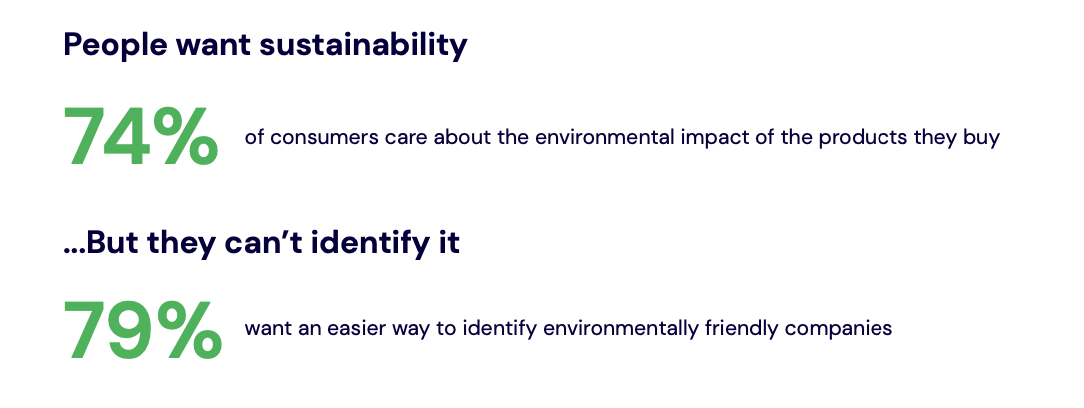 People want sustainability
74% of consumers care about the environmental impact of the products they buy
...But they can’t identify it
79% want an easier way to identify environmentally friendly companies